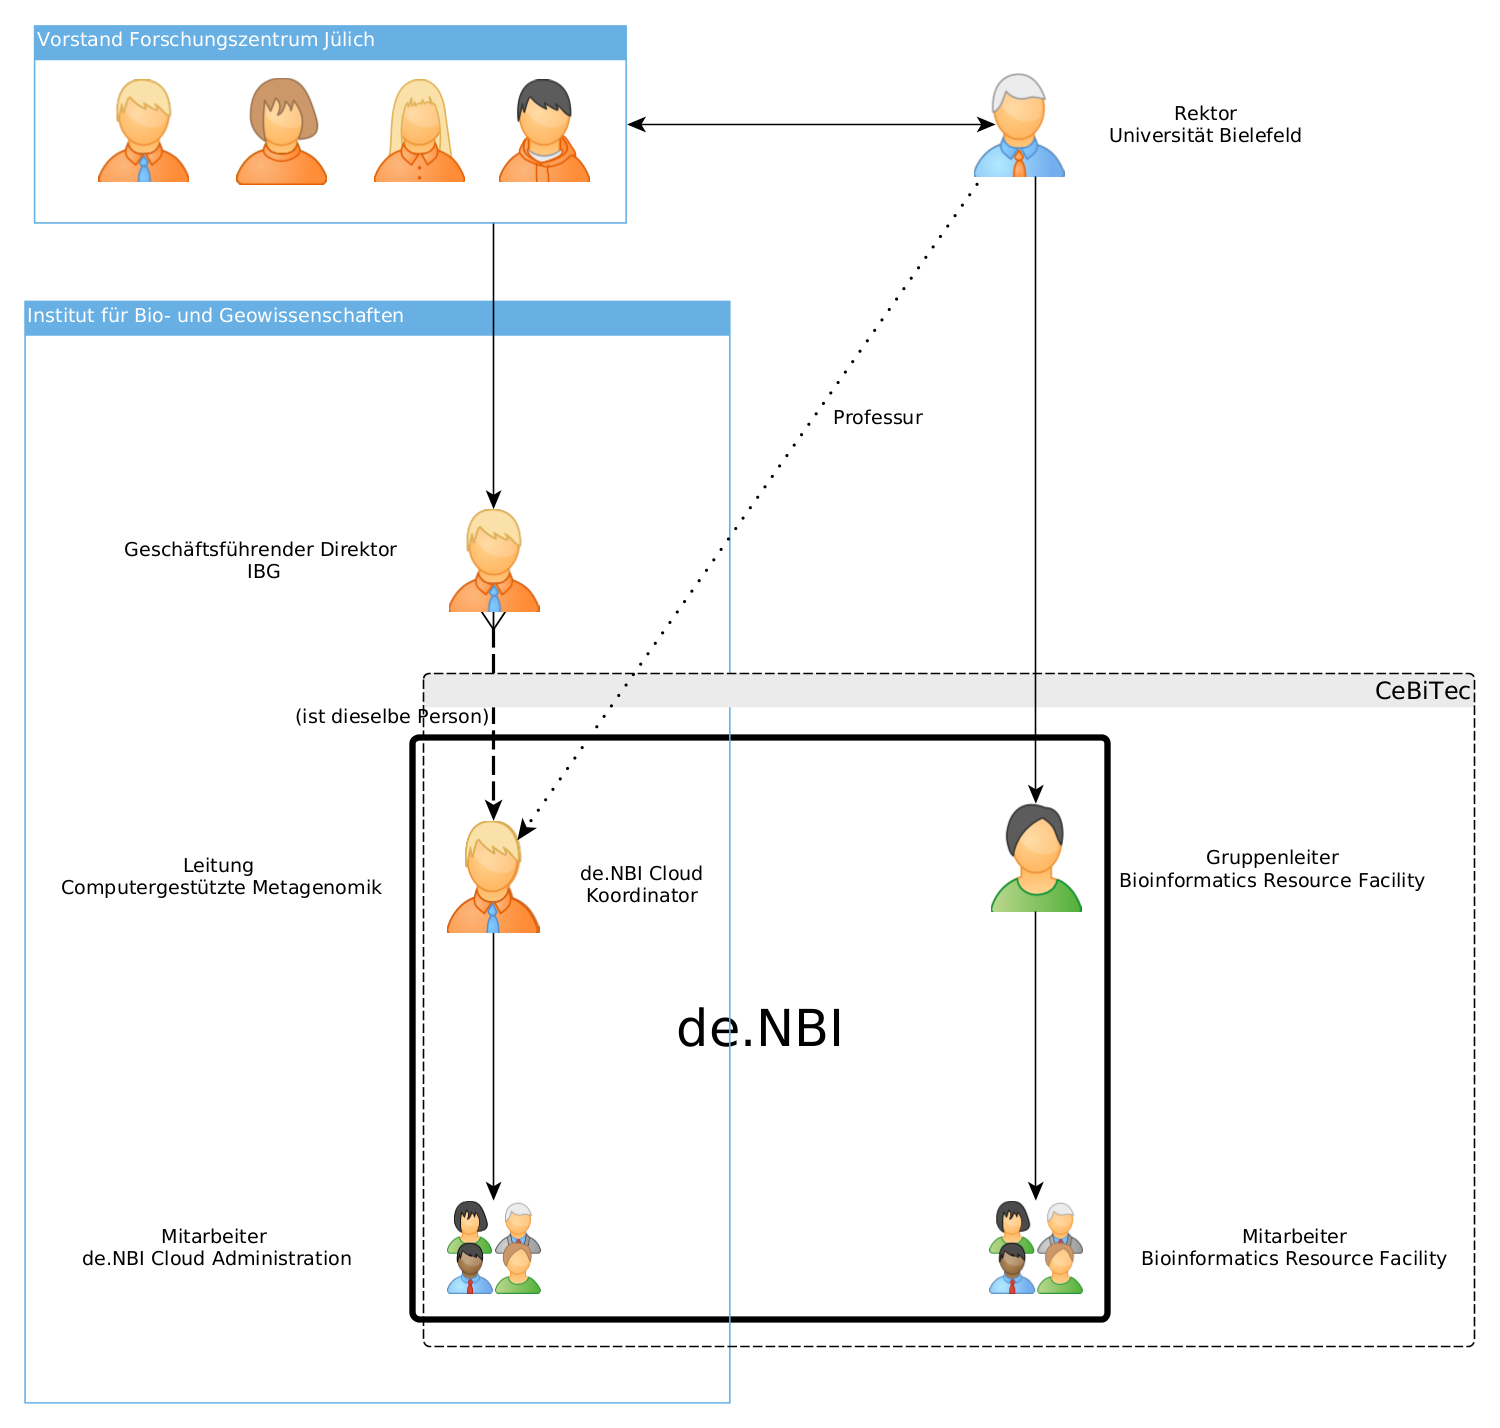 Vorstand Forschungszentrum Jülich
Rektor
Universität Bielefeld
Institut für Bio- und Geowissenschaften
Professur
Geschäftsführender Direktor
IBG
CeBiTec
(ist dieselbe Person)
Leitung
Computergestützte Metagenomik
de.NBI Cloud
Koordinator
Gruppenleiter
Bioinformatics Resource Facility
de.NBI
Mitarbeiter
de.NBI Cloud Administration
Mitarbeiter
Bioinformatics Resource Facility